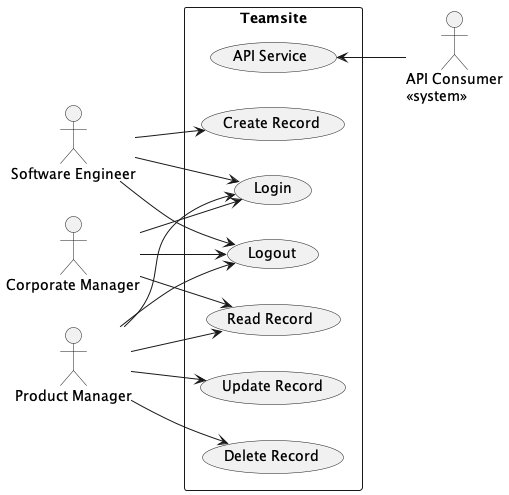 Teamsite
API Service
API Consumer
«system»
Create Record
Software Engineer
Login
Logout
Corporate Manager
Read Record
Update Record
Product Manager
Delete Record